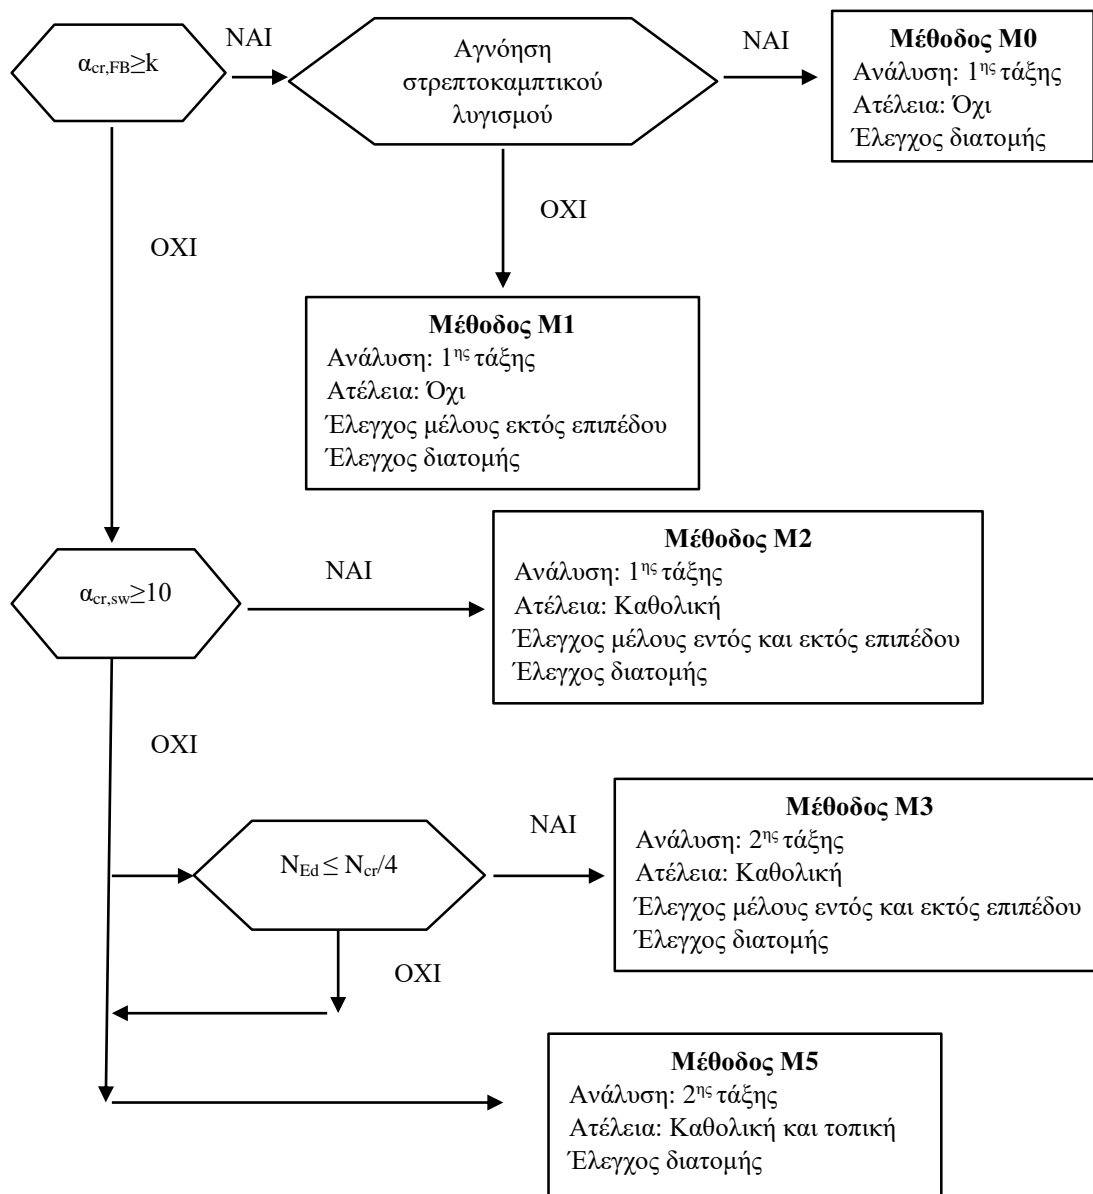 α_cr,FB≥k
ΝΑΙ
Αγνόηση
στρεπτοκαμπτικού
λυγισμού
ΝΑΙ
Μέθοδος Μ0
Ανάλυση: 1ης τάξης
Ατέλεια: Όχι
Έλεγχος διατομής
ΟΧΙ
ΟΧΙ
Μέθοδος Μ1
Ανάλυση: 1ης τάξης
Ατέλεια: Όχι
Έλεγχος μέλους εκτός επιπέδου
Έλεγχος διατομής
α_cr,sw≥10
ΝΑΙ
Μέθοδος Μ2
Ανάλυση: 1ης τάξης
Ατέλεια: Καθολική
Έλεγχος μέλους εντός και εκτός επιπέδου
Έλεγχος διατομής
ΟΧΙ
N_Ed ≤ N_cr/4
ΝΑΙ
Μέθοδος Μ3
Ανάλυση: 2ης τάξης
Ατέλεια: Καθολική
Έλεγχος μέλους εντός και εκτός επιπέδου
Έλεγχος διατομής
ΟΧΙ
Μέθοδος Μ5
Ανάλυση: 2ης τάξης
Ατέλεια: Καθολική και τοπική
Έλεγχος διατομής